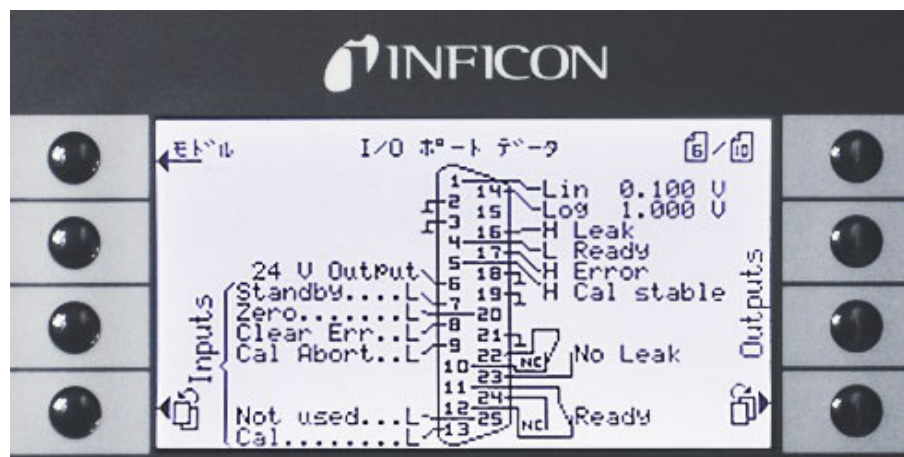 INFICON
モドル I/O ポート データ 6/10
1 14 Lin 0.100 V
2 15 Log 1.000 V
3 16 H Leak
4 17 L Ready
5 18 H Error
24 V Output 6 19 H Cal stable
Standby....L 7 20
Zero.......L 8 21
Clear Err..L 9 22 NC No Leak
Cal Abort..L 10 23
11 24 NC Ready
Not used...L 12 25
Cal........L 13
Inputs
Outputs